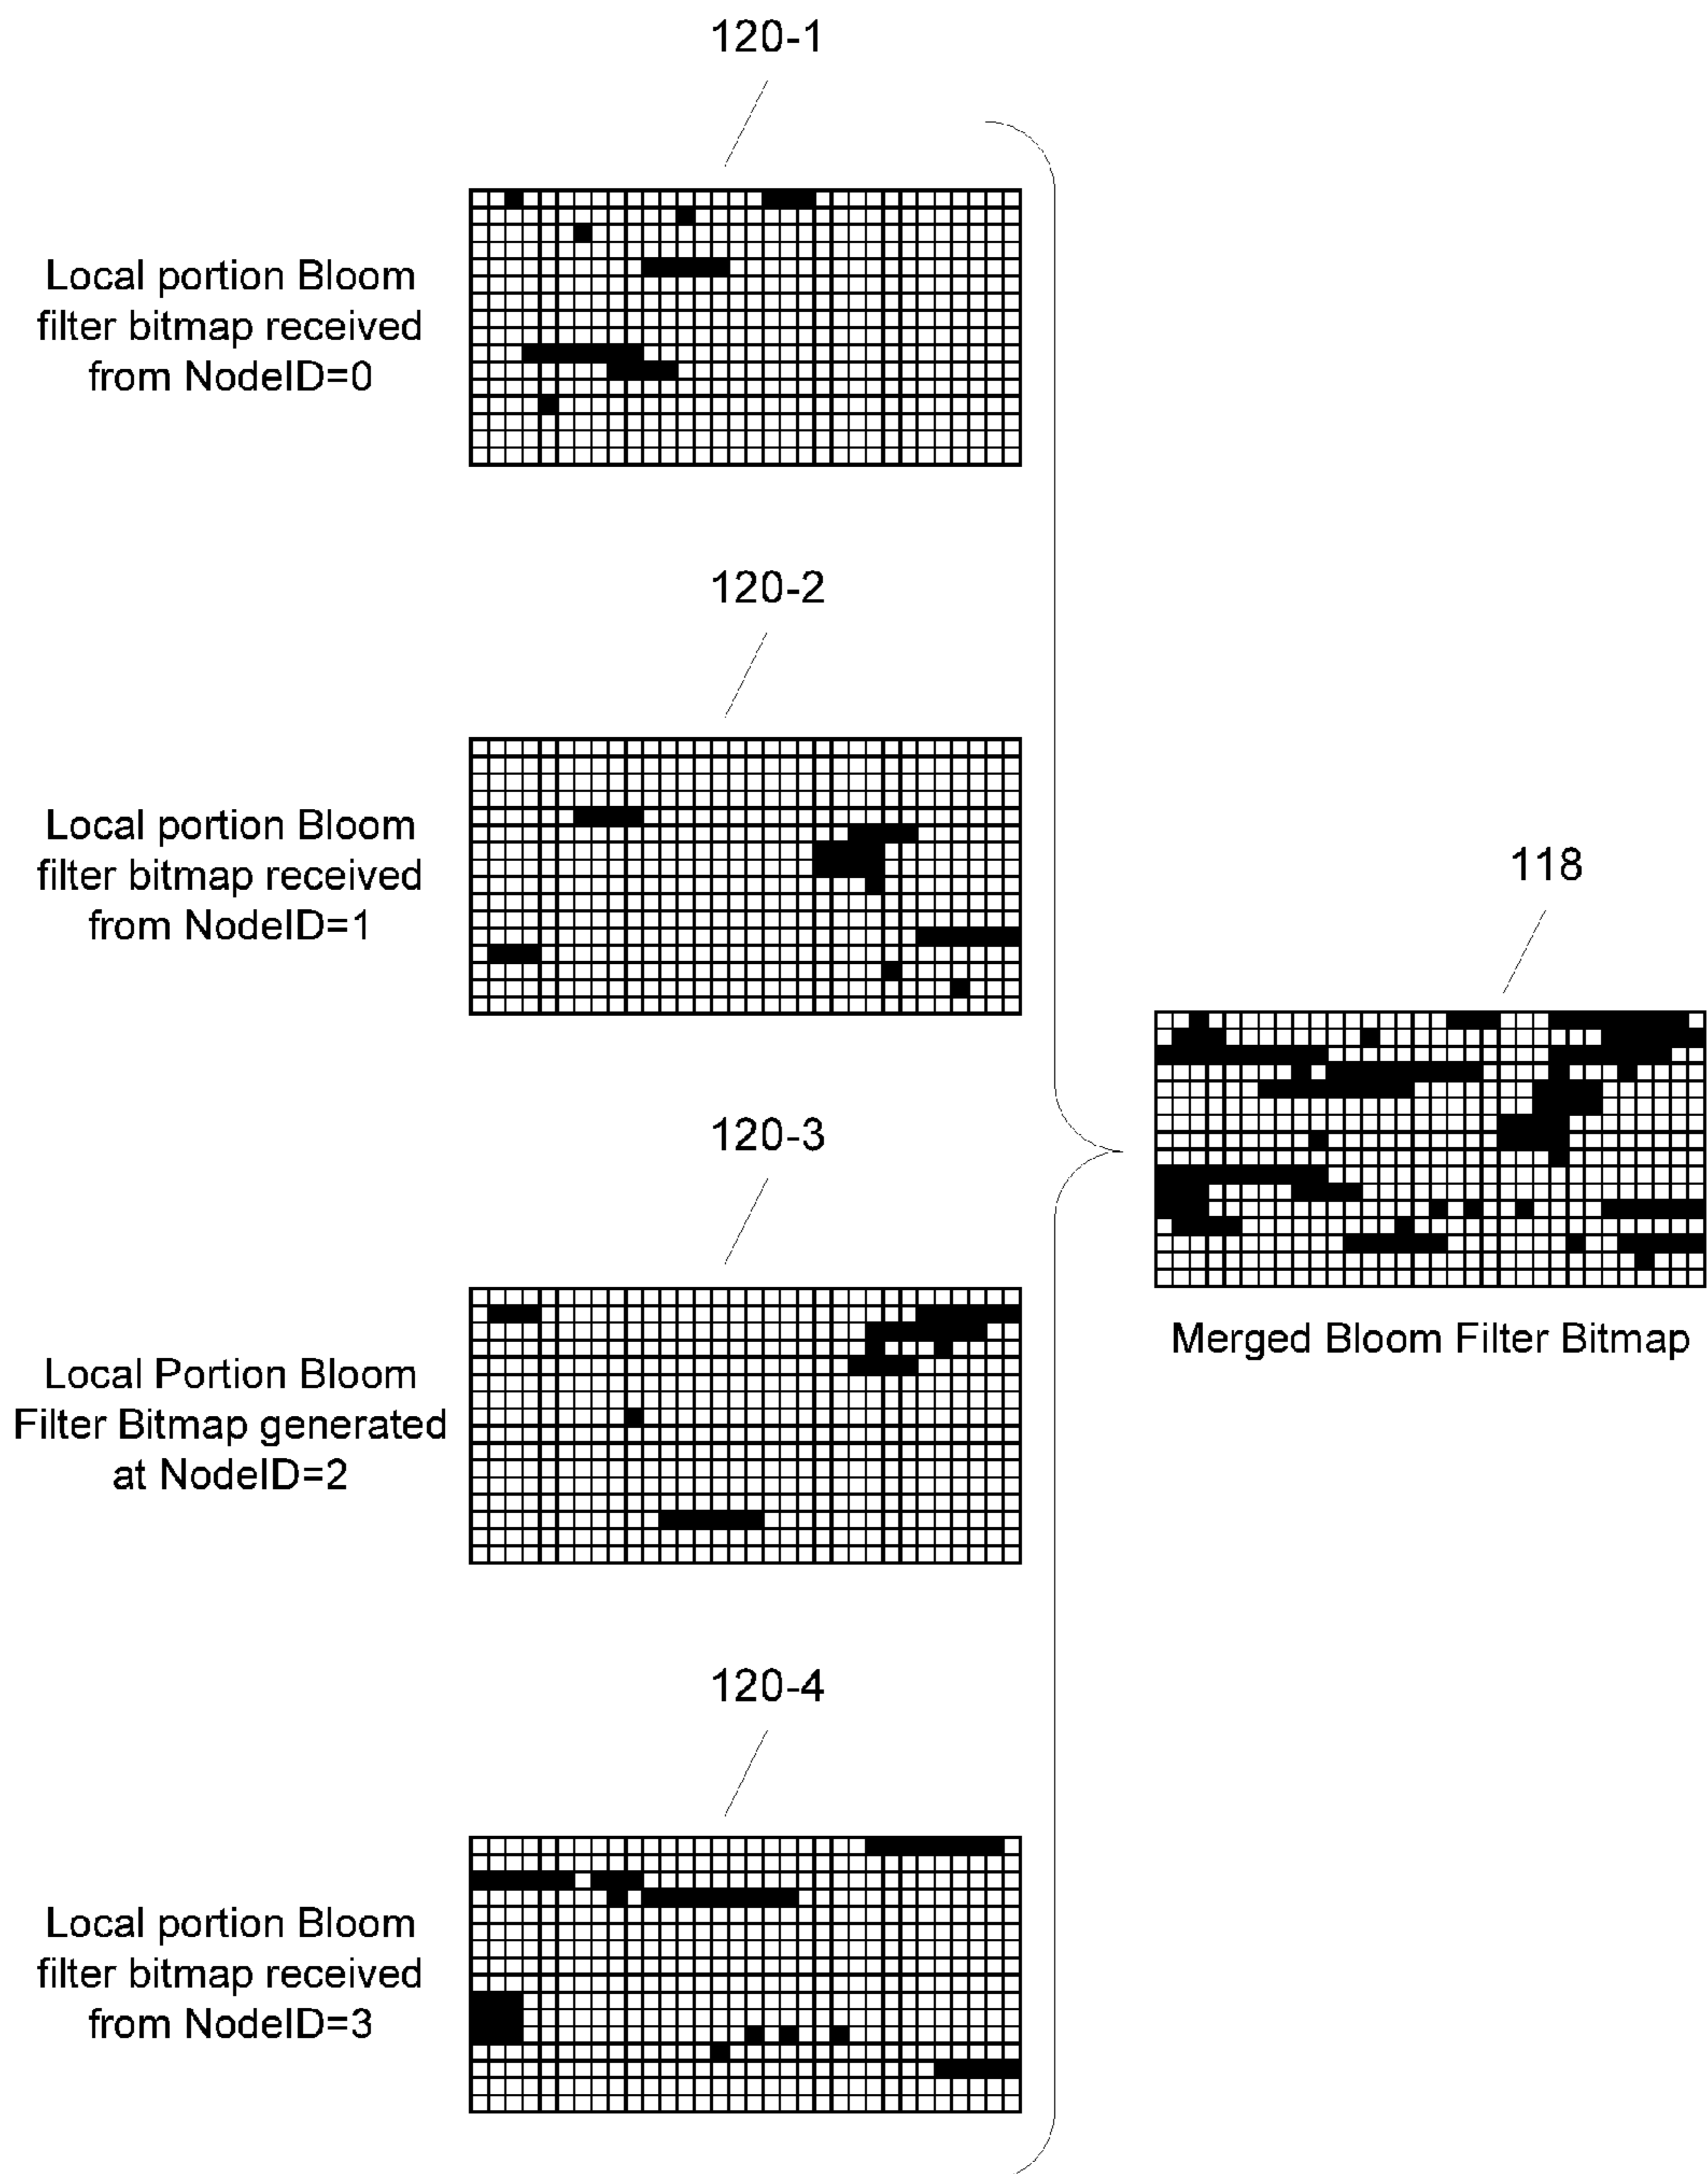 120-1
Local portion Bloom
filter bitmap received
from NodeID=0
120-2
Local portion Bloom
filter bitmap received
from NodeID=1
118
Merged Bloom Filter Bitmap
120-3
Local Portion Bloom
Filter Bitmap generated
at NodeID=2
120-4
Local portion Bloom
filter bitmap received
from NodeID=3